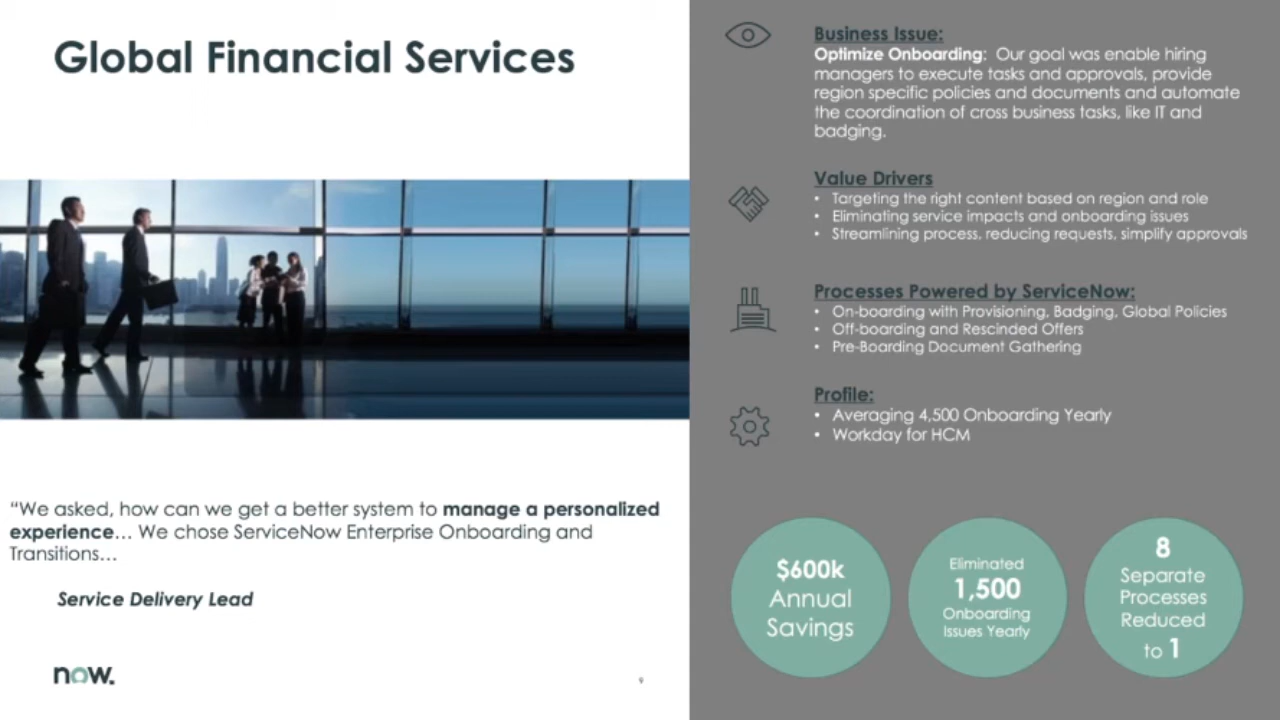 Global Financial Services
"We asked, how can we get a better system to manage a personalized
experience... We chose ServiceNow Enterprise Onboarding and
Transitions...
Service Delivery Lead
now.
9
Business Issue:
Optimize Onboarding:  Our goal was enable hiring
managers to execute tasks and approvals, provide
region specific policies and documents and automate
the coordination of cross business tasks, like IT and
badging.
Value Drivers
• Targeting the right content based on region and role
• Eliminating service impacts and onboarding issues
• Streamlining process, reducing requests, simplify approvals
Processes Powered by ServiceNow:
• On-boarding with Provisioning, Badging, Global Policies
• Off-boarding and Rescinded Offers
• Pre-Boarding Document Gathering
Profile:
• Averaging 4,500 Onboarding Yearly
• Workday for HCM
$600k
Annual
Savings
Eliminated
1,500
Onboarding
Issues Yearly
8
Separate
Processes
Reduced
to 1